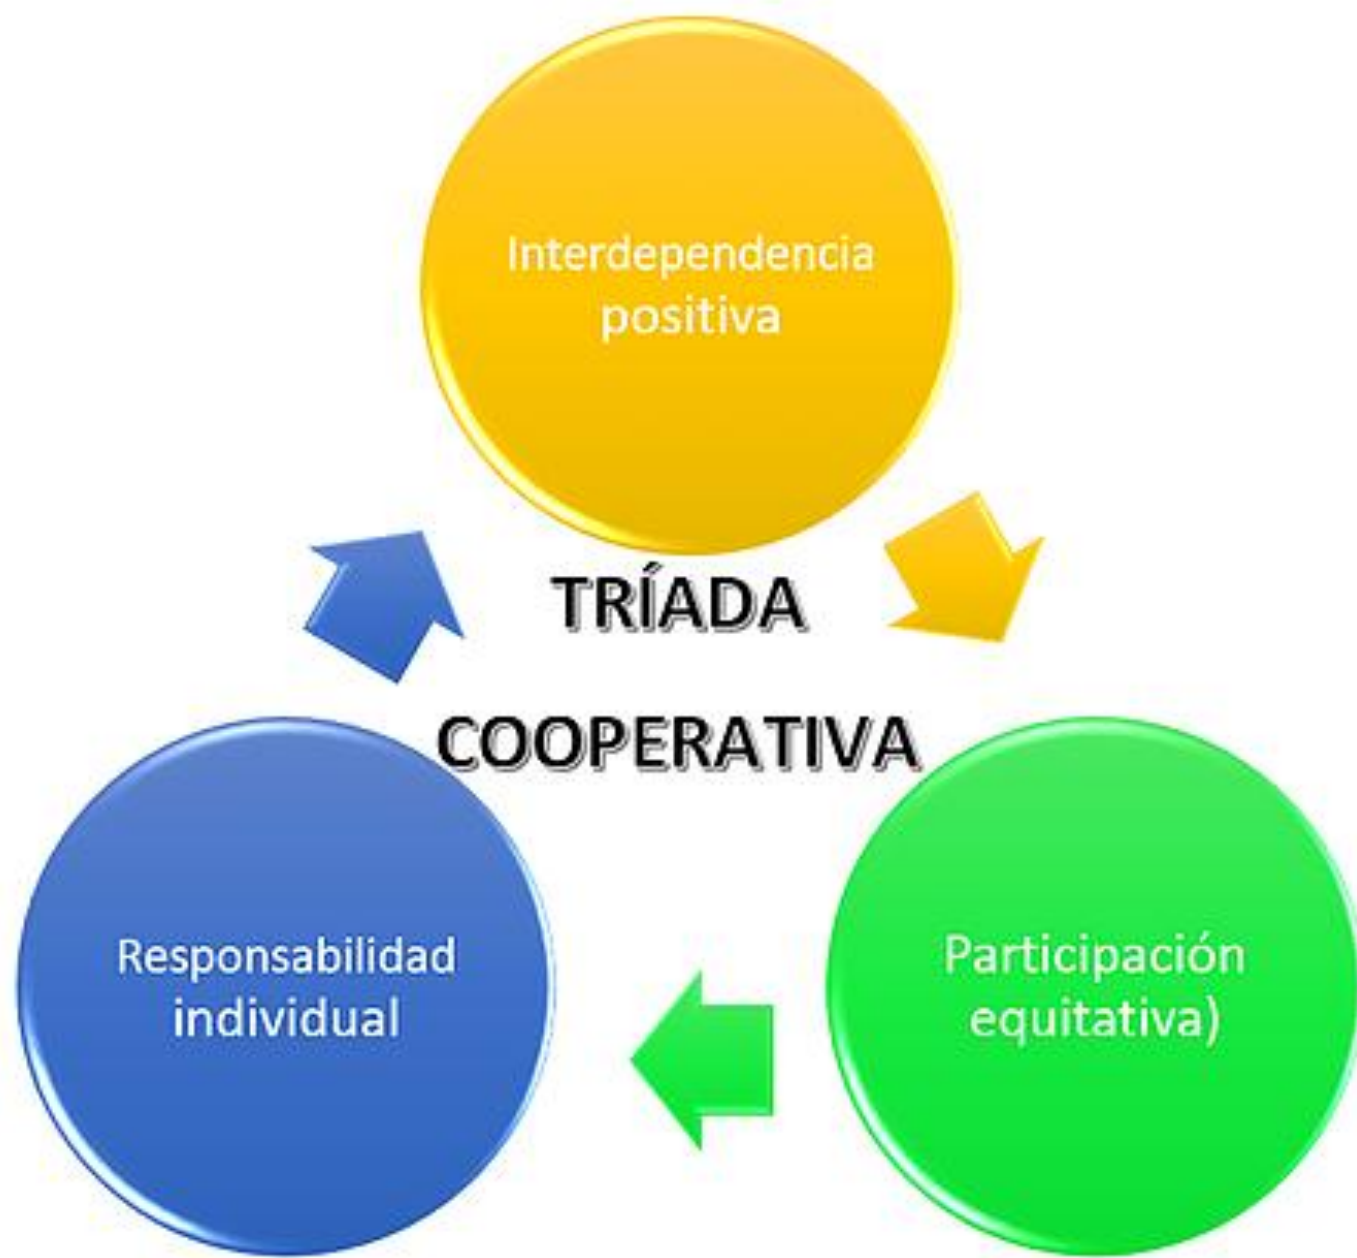 Interdependencia
positiva
TRÍADA
COOPERATIVA
Responsabilidad
individual
Participación
equitativa)